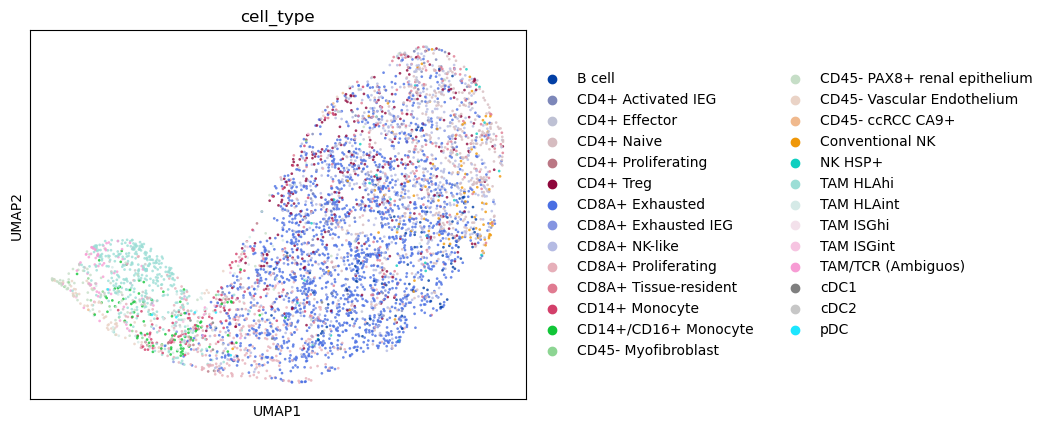 cell_type
UMAP2
UMAP1
B cell
CD4+ Activated IEG
CD4+ Effector
CD4+ Naive
CD4+ Proliferating
CD4+ Treg
CD8A+ Exhausted
CD8A+ Exhausted IEG
CD8A+ NK-like
CD8A+ Proliferating
CD8A+ Tissue-resident
CD14+ Monocyte
CD14+/CD16+ Monocyte
CD45- Myofibroblast
CD45- PAX8+ renal epithelium
CD45- Vascular Endothelium
CD45- ccRCC CA9+
Conventional NK
NK HSP+
TAM HLAhi
TAM HLAint
TAM ISGhi
TAM ISGint
TAM/TCR (Ambiguos)
cDC1
cDC2
pDC